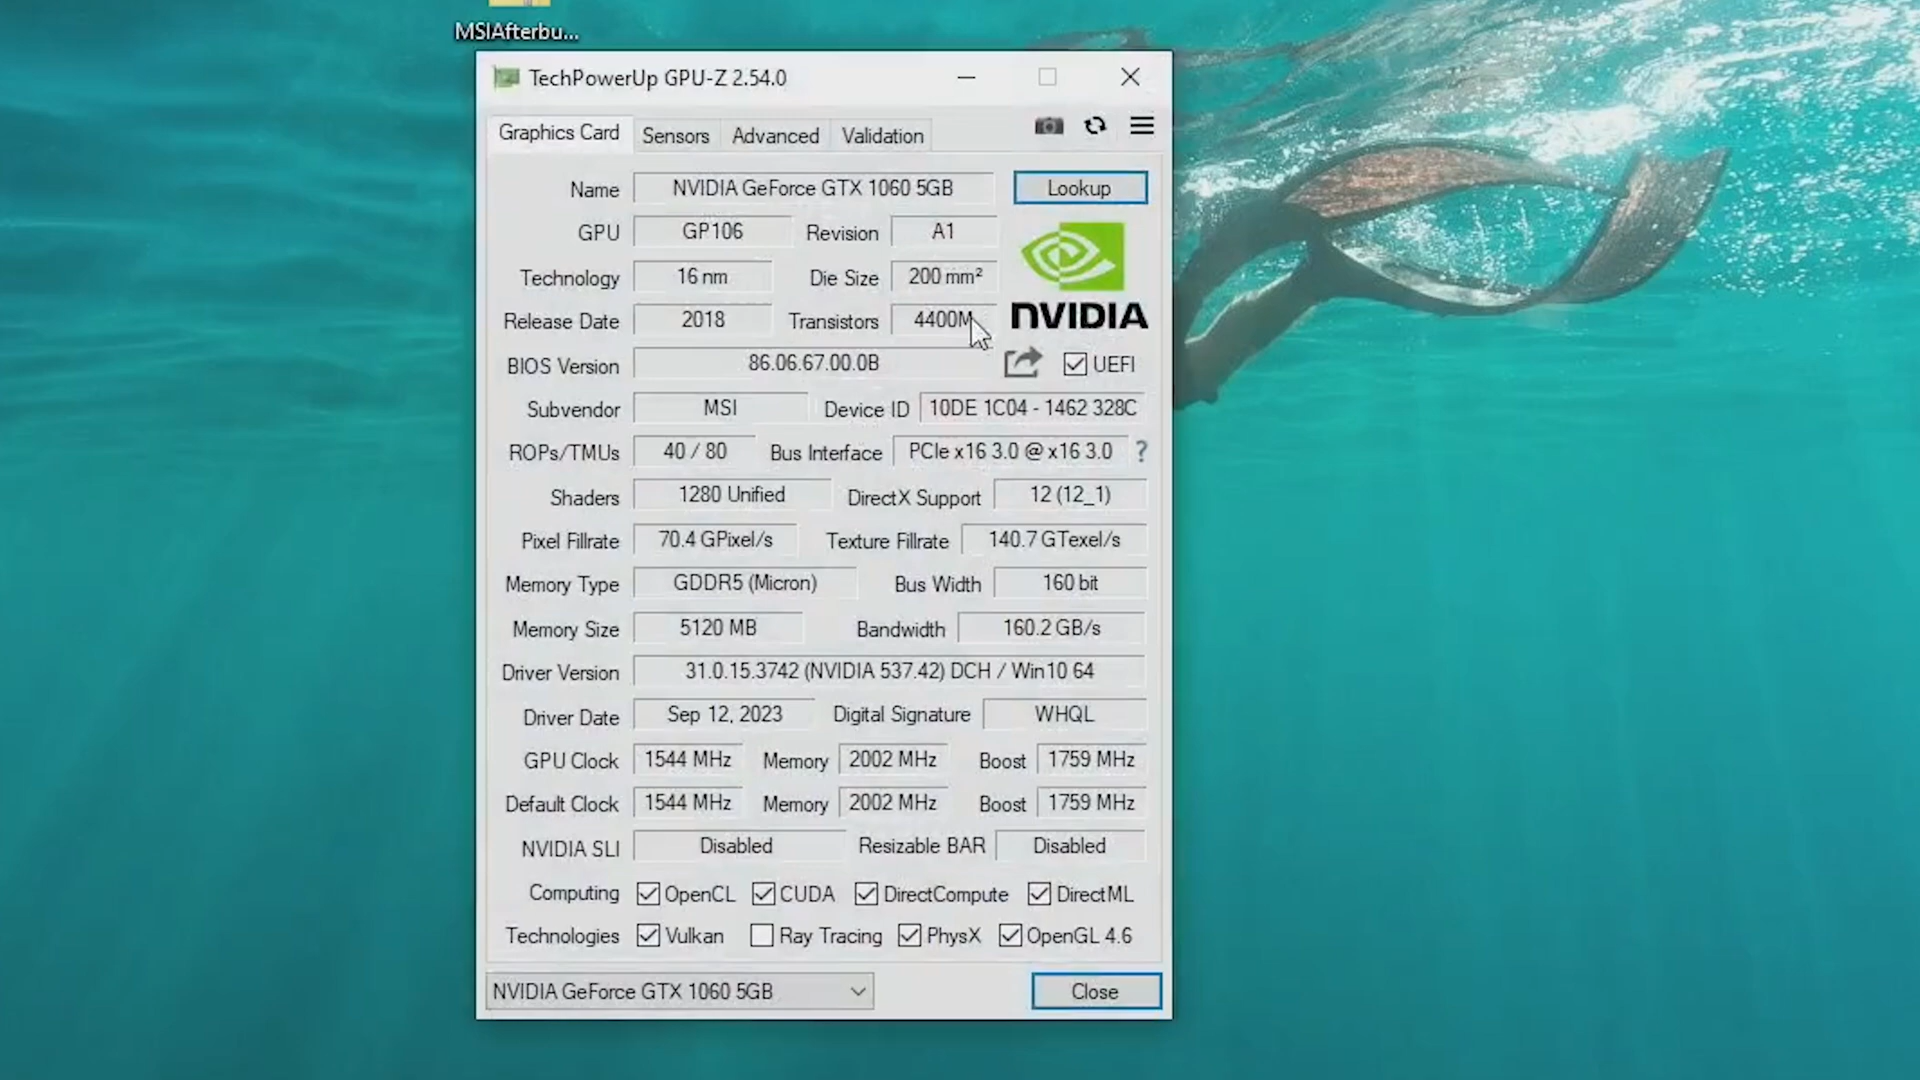 MSIAfterbu...
TechPowerUp GPU-Z 2.54.0
Graphics Card Sensors Advanced Validation
Name NVIDIA GeForce GTX 1060 5GB Lookup
GPU GP106 Revision A1
Technology 16 nm Die Size 200 mm²
Release Date 2018 Transistors 4400M
NVIDIA
BIOS Version 86.06.67.00.0B UEFI
Subvendor MSI Device ID 10DE 1C04 - 1462 328C
ROPs/TMUs 40 / 80 Bus Interface PCIe x16 3.0 @ x16 3.0 ?
Shaders 1280 Unified DirectX Support 12 (12_1)
Pixel Fillrate 70.4 GPixel/s Texture Fillrate 140.7 GTexel/s
Memory Type GDDR5 (Micron) Bus Width 160 bit
Memory Size 5120 MB Bandwidth 160.2 GB/s
Driver Version 31.0.15.3742 (NVIDIA 537.42) DCH / Win10 64
Driver Date Sep 12, 2023 Digital Signature WHQL
GPU Clock 1544 MHz Memory 2002 MHz Boost 1759 MHz
Default Clock 1544 MHz Memory 2002 MHz Boost 1759 MHz
NVIDIA SLI Disabled Resizable BAR Disabled
Computing OpenCL CUDA DirectCompute DirectML
Technologies Vulkan Ray Tracing PhysX OpenGL 4.6
NVIDIA GeForce GTX 1060 5GB Close